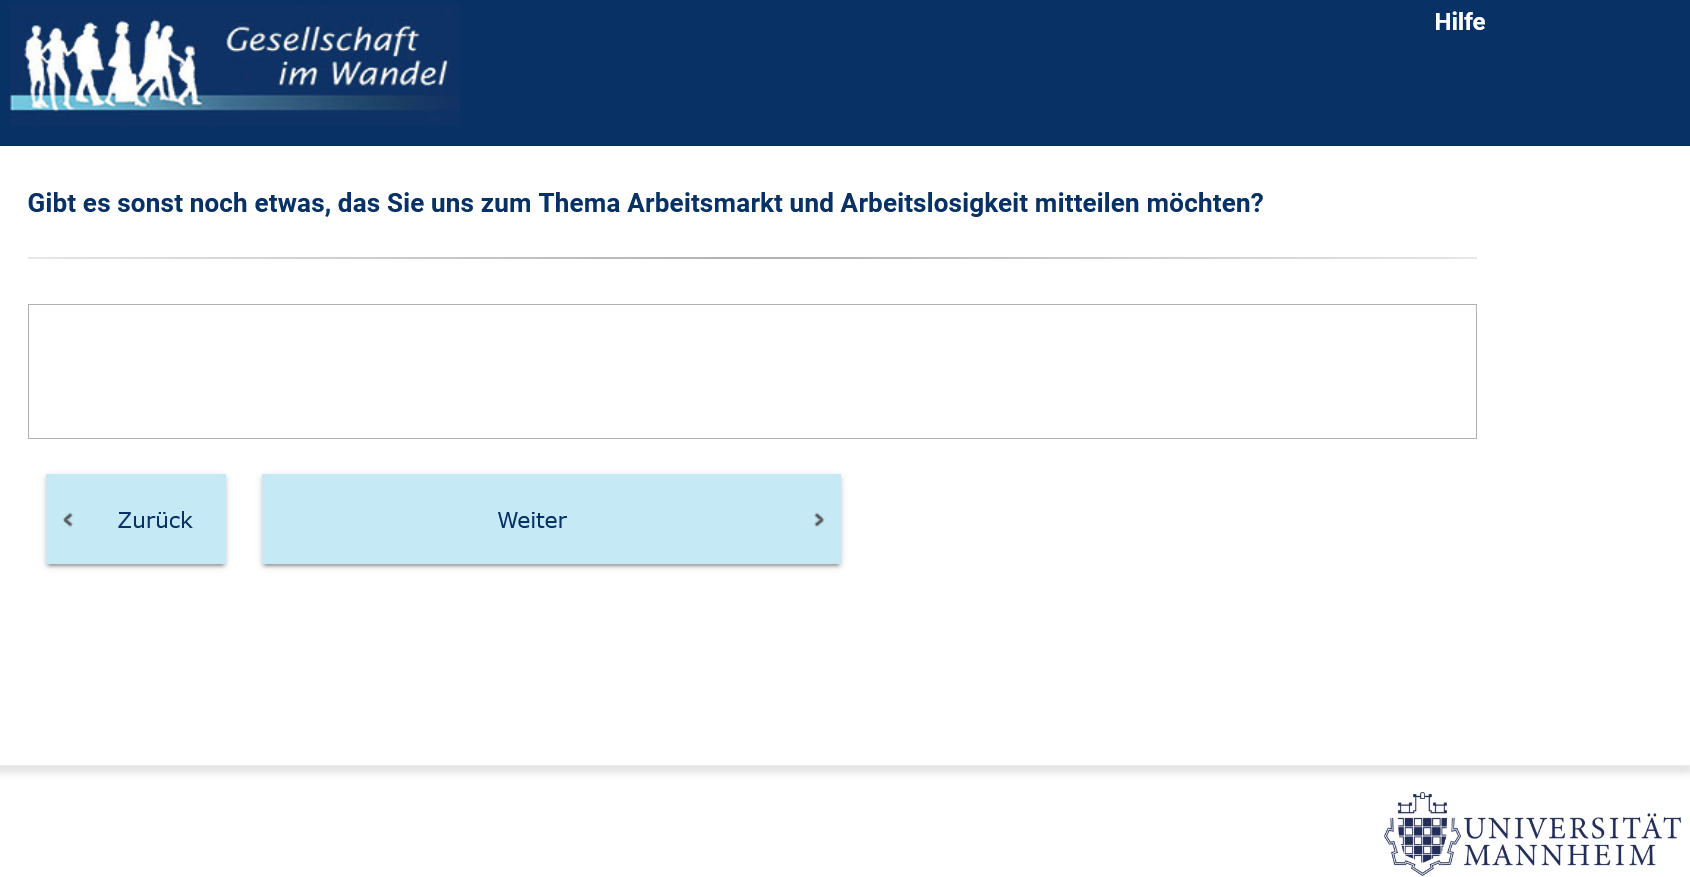 Gesellschaft
im Wandel
Hilfe
Gibt es sonst noch etwas, das Sie uns zum Thema Arbeitsmarkt und Arbeitslosigkeit mitteilen möchten?
Zurück
Weiter
UNIVERSITÄT
MANNHEIM